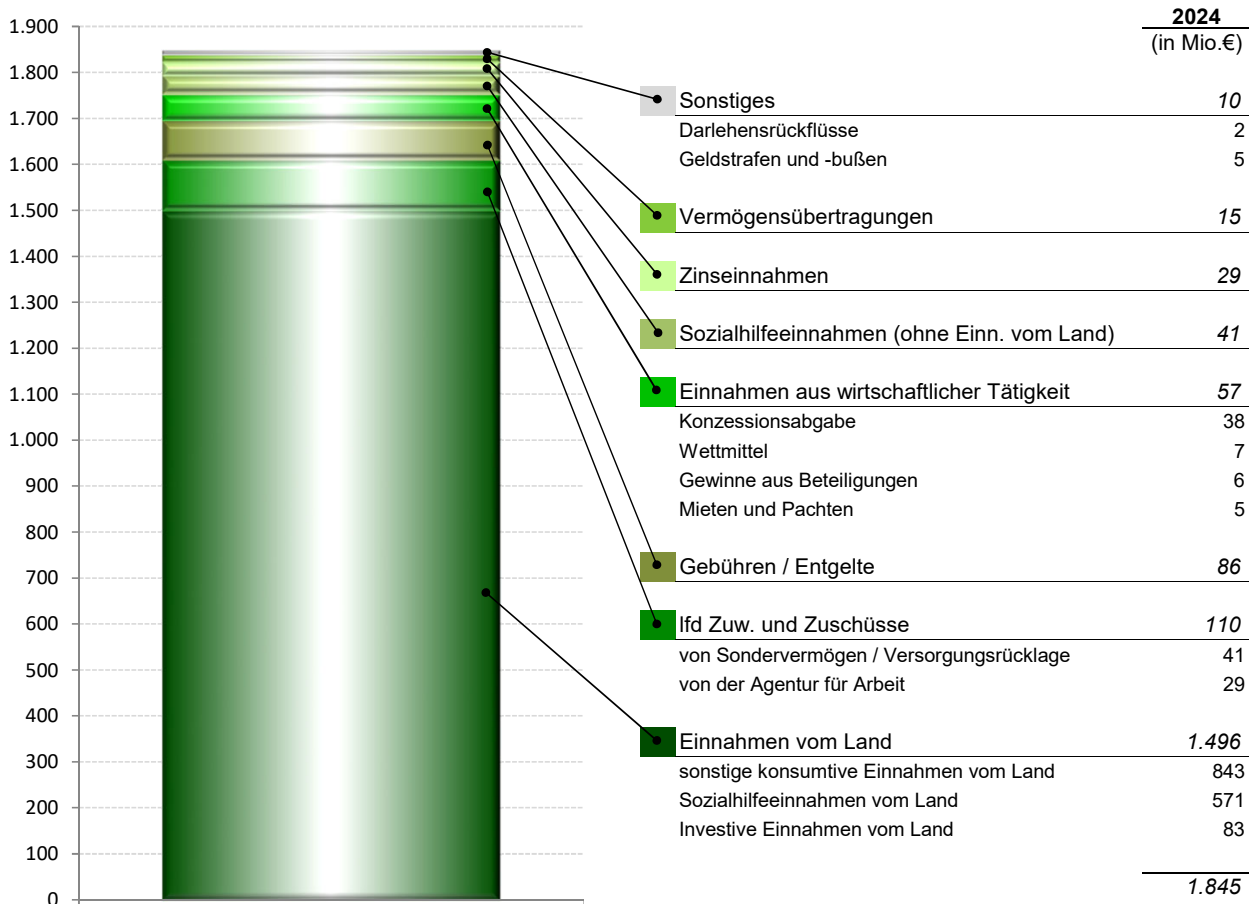 2024
(in Mio.€)
1.900
1.800
1.700
1.600
1.500
1.400
1.300
1.200
1.100
1.000
900
800
700
600
500
400
300
200
100
0
Sonstiges 10
Darlehensrückflüsse 2
Geldstrafen und -bußen 5
Vermögensübertragungen 15
Zinseinnahmen 29
Sozialhilfeeinnahmen (ohne Einn. vom Land) 41
Einnahmen aus wirtschaftlicher Tätigkeit 57
Konzessionsabgabe 38
Wettmittel 7
Gewinne aus Beteiligungen 6
Mieten und Pachten 5
Gebühren / Entgelte 86
lfd Zuw. und Zuschüsse 110
von Sondervermögen / Versorgungsrücklage 41
von der Agentur für Arbeit 29
Einnahmen vom Land 1.496
sonstige konsumtive Einnahmen vom Land 843
Sozialhilfeeinnahmen vom Land 571
Investive Einnahmen vom Land 83
1.845